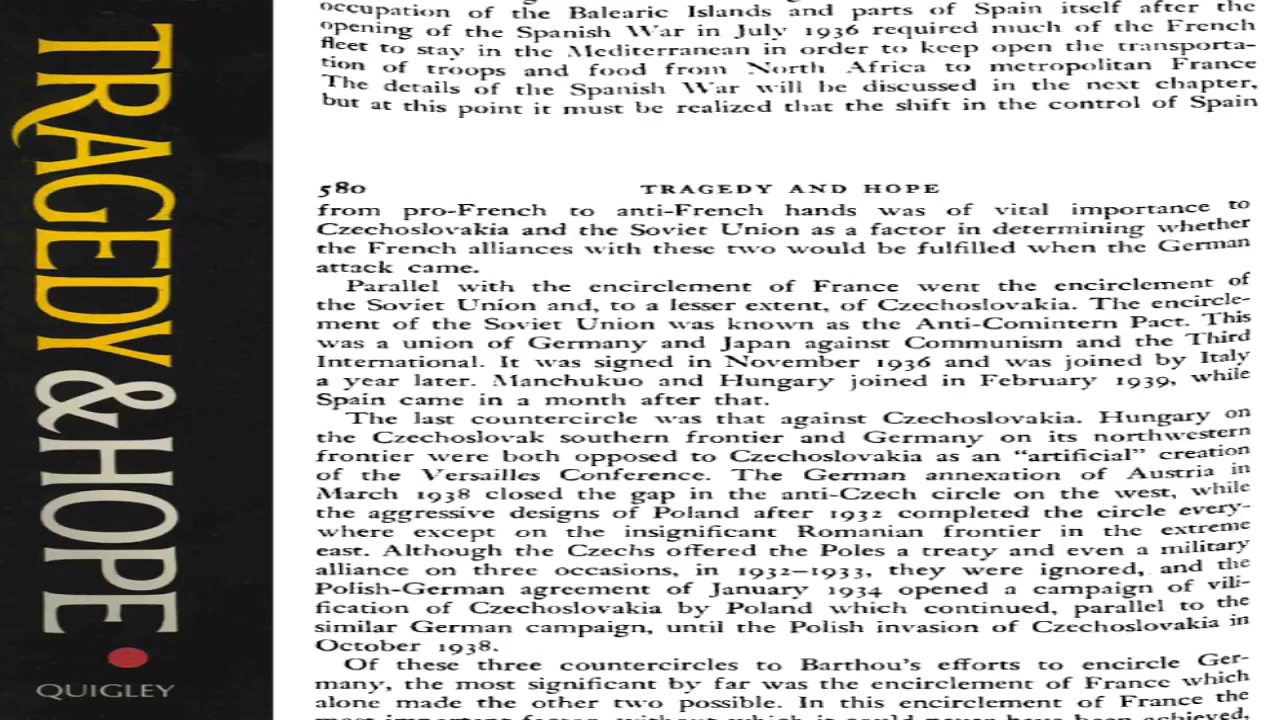 TRAGEDY & HOPE
QUIGLEY
occupation of the Balearic Islands and parts of Spain itself after the
opening of the Spanish War in July 1936 required much of the French
fleet to stay in the Mediterranean in order to keep open the transporta-
tion of troops and food from North Africa to metropolitan France
The details of the Spanish War will be discussed in the next chapter,
but at this point it must be realized that the shift in the control of Spain
580 TRAGEDY AND HOPE
from pro-French to anti-French hands was of vital importance to
Czechoslovakia and the Soviet Union as a factor in determining whether
the French alliances with these two would be fulfilled when the German
attack came.
Parallel with the encirclement of France went the encirclement of
the Soviet Union and, to a lesser extent, of Czechoslovakia. The encircle-
ment of the Soviet Union was known as the Anti-Comintern Pact. This
was a union of Germany and Japan against Communism and the Third
International. It was signed in November 1936 and was joined by Italy
a year later. Manchukuo and Hungary joined in February 1939, while
Spain came in a month after that.
The last countercircle was that against Czechoslovakia. Hungary on
the Czechoslovak southern frontier and Germany on its northwestern
frontier were both opposed to Czechoslovakia as an “artificial” creation
of the Versailles Conference. The German annexation of Austria in
March 1938 closed the gap in the anti-Czech circle on the west, while
the aggressive designs of Poland after 1932 completed the circle every-
where except on the insignificant Romanian frontier in the extreme
east. Although the Czechs offered the Poles a treaty and even a military
alliance on three occasions, in 1932–1933, they were ignored, and the
Polish-German agreement of January 1934 opened a campaign of vili-
fication of Czechoslovakia by Poland which continued, parallel to the
similar German campaign, until the Polish invasion of Czechoslovakia in
October 1938.
Of these three countercircles to Barthou's efforts to encircle Ger-
many, the most significant by far was the encirclement of France which
alone made the other two possible. In this encirclement of France the
most important factor, without which it could never have been achieved,